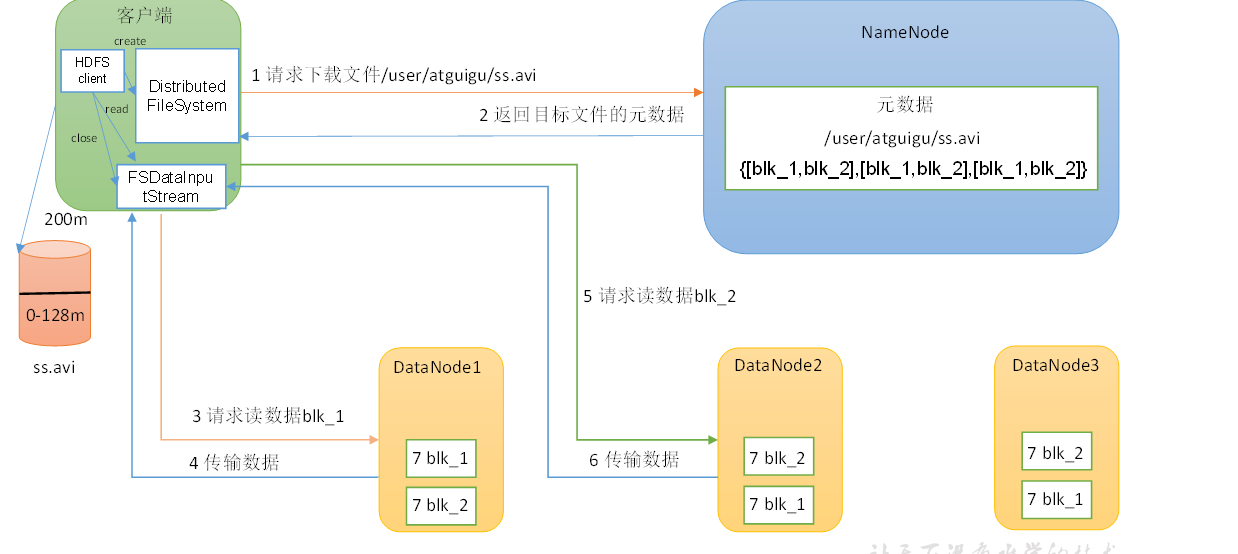 客户端
create
HDFS
client
Distributed
FileSystem
read
close
FSDataInpu
tStream
1 请求下载文件/user/atguigu/ss.avi
2 返回目标文件的元数据
NameNode
元数据
/user/atguigu/ss.avi
{[blk_1,blk_2],[blk_1,blk_2],[blk_1,blk_2]}
200m
0-128m
ss.avi
3 请求读数据blk_1
4 传输数据
5 请求读数据blk_2
6 传输数据
DataNode1
7 blk_1
7 blk_2
DataNode2
7 blk_2
7 blk_1
DataNode3
7 blk_2
7 blk_1